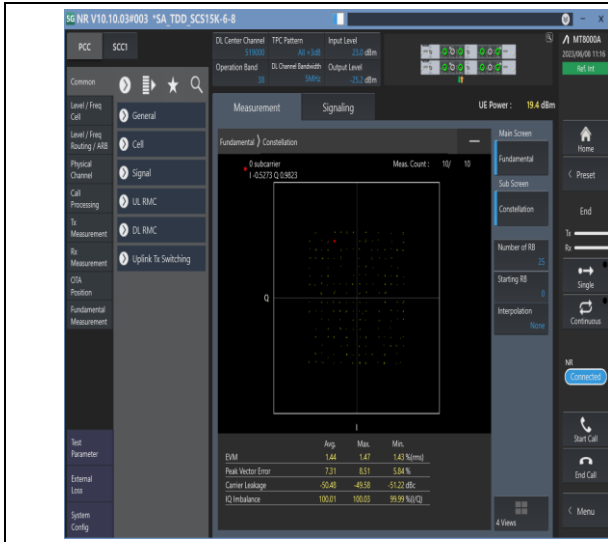 5G NR V10.10.03#003 *SA_TDD_SCS15K-6-8
PCC SCC1
DL Center Channel TPC Pattern Input Level
519000 All +3dB 23.0 dBm
Operation Band DL Channel Bandwidth Output Level
38 5MHz -25.2 dBm
MT8000A
2023/06/08 11:16
Ref. Int
Common
Level / Freq
Cell
Level / Freq
Routing / ARB
Physical
Channel
Call
Processing
Tx
Measurement
Rx
Measurement
OTA
Position
Fundamental
Measurement
Test
Parameter
External
Loss
System
Config
General
Cell
Signal
UL RMC
DL RMC
Uplink Tx Switching
Measurement Signaling UE Power : 19.4 dBm
Fundamental ❯ Constellation
0 subcarrier Meas. Count : 10/ 10
I -0.5273 Q 0.9823
Q
I
Avg. Max. Min.
EVM 1.44 1.47 1.43 %(rms)
Peak Vector Error 7.31 8.51 5.84 %
Carrier Leakage -50.48 -49.58 -51.22 dBc
IQ Imbalance 100.01 100.03 99.99 %(I/Q)
Main Screen
Fundamental
Sub Screen
Constellation
Number of RB
25
Starting RB
0
Interpolation
None
4 Views
Home
Preset
End
Tx
Rx
Single
Continuous
NR
Connected
Start Call
End Call
Menu